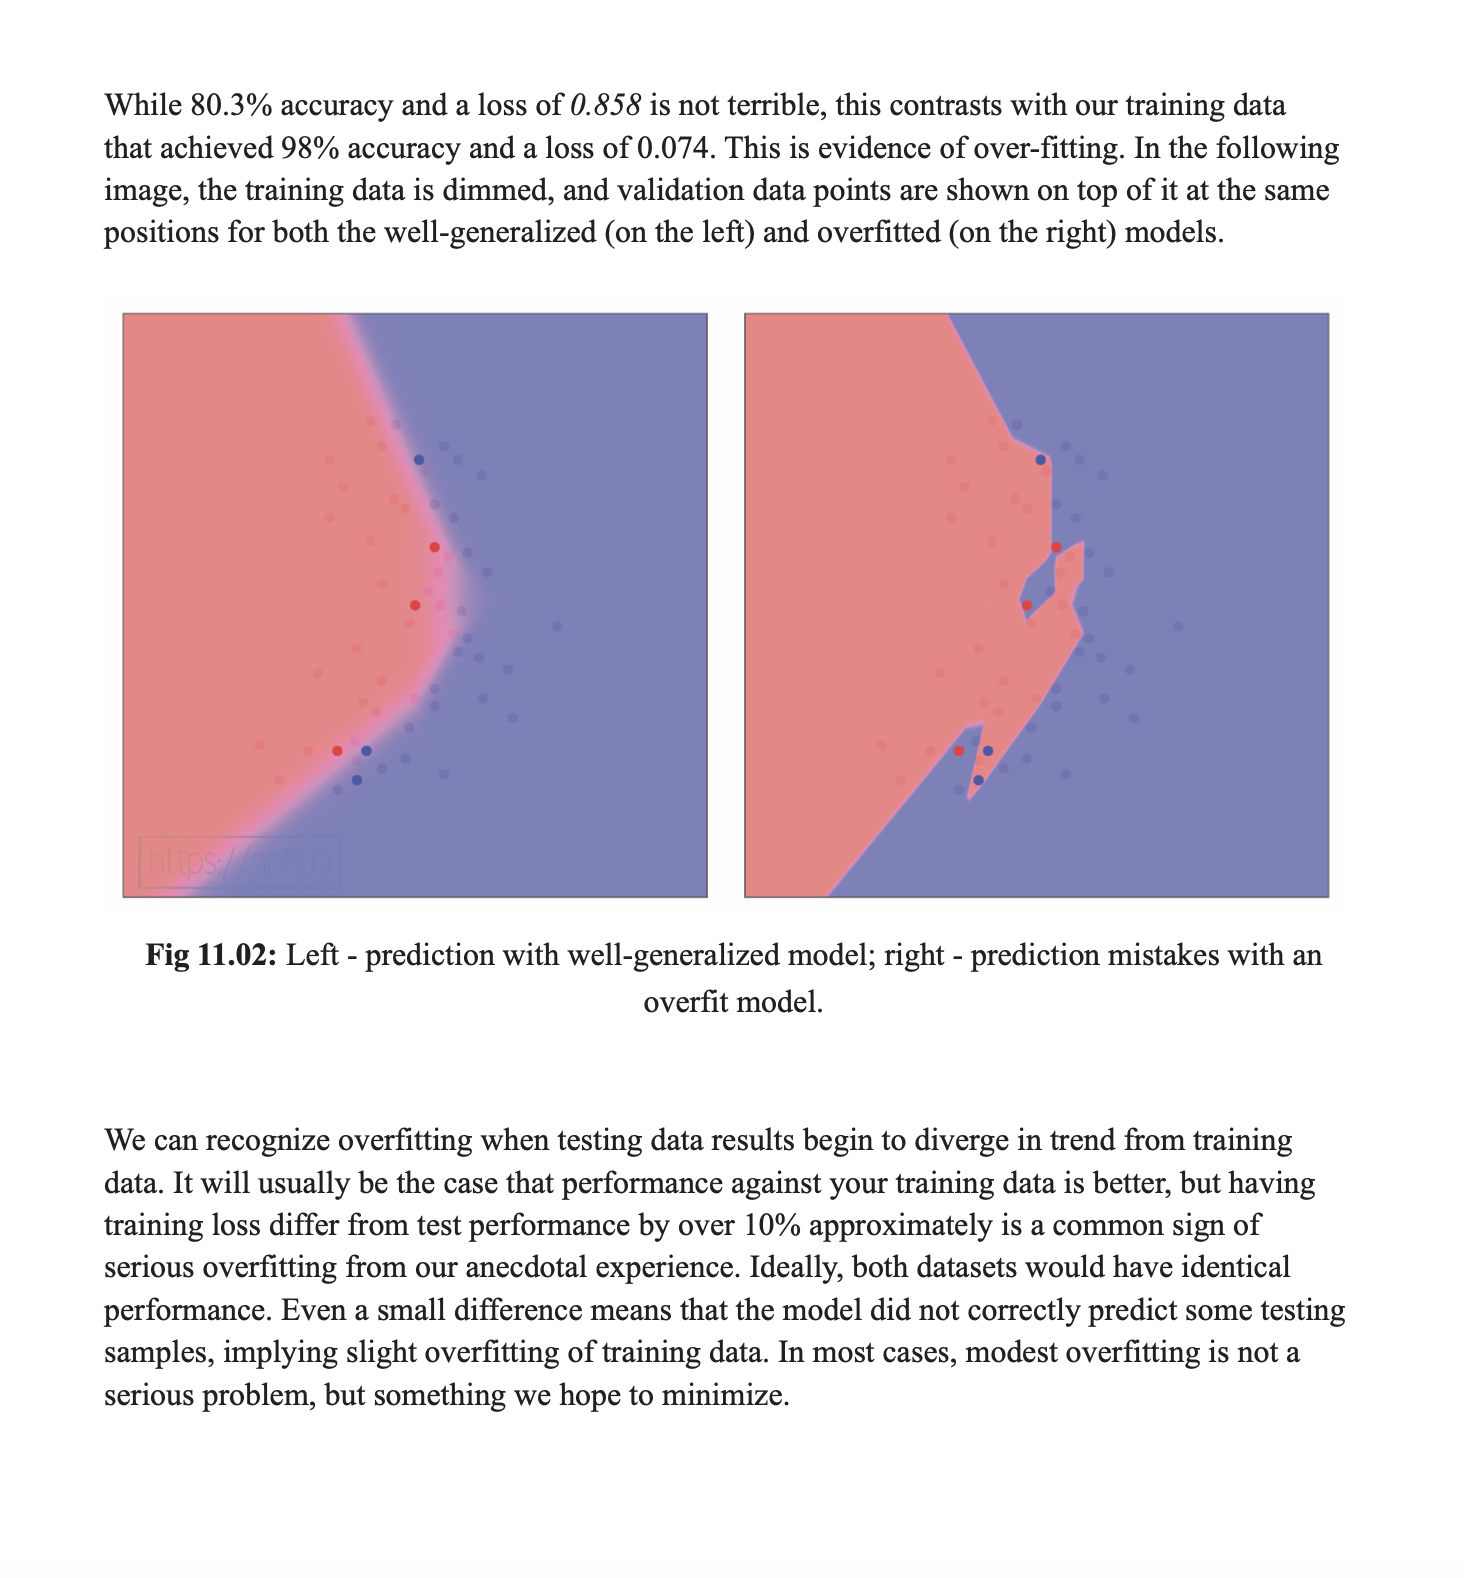 While 80.3% accuracy and a loss of 0.858 is not terrible, this contrasts with our training data
that achieved 98% accuracy and a loss of 0.074. This is evidence of over-fitting. In the following
image, the training data is dimmed, and validation data points are shown on top of it at the same
positions for both the well-generalized (on the left) and overfitted (on the right) models.
https://nnfs.io
Fig 11.02: Left - prediction with well-generalized model; right - prediction mistakes with an
overfit model.
We can recognize overfitting when testing data results begin to diverge in trend from training
data. It will usually be the case that performance against your training data is better, but having
training loss differ from test performance by over 10% approximately is a common sign of
serious overfitting from our anecdotal experience. Ideally, both datasets would have identical
performance. Even a small difference means that the model did not correctly predict some testing
samples, implying slight overfitting of training data. In most cases, modest overfitting is not a
serious problem, but something we hope to minimize.